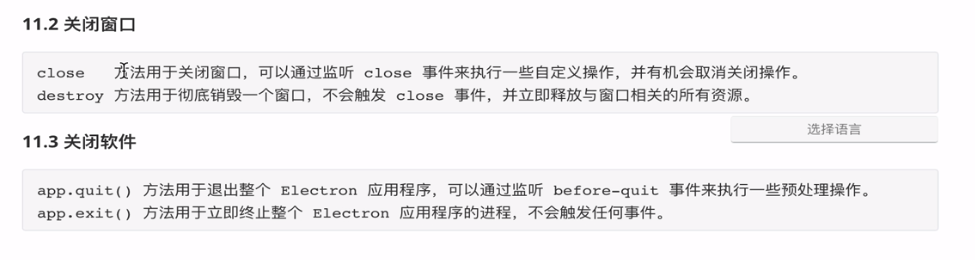 11.2 关闭窗口
close 方法用于关闭窗口，可以通过监听 close 事件来执行一些自定义操作，并有机会取消关闭操作。
destroy 方法用于彻底销毁一个窗口，不会触发 close 事件，并立即释放与窗口相关的所有资源。
选择语言
11.3 关闭软件
app.quit() 方法用于退出整个 Electron 应用程序，可以通过监听 before-quit 事件来执行一些预处理操作。
app.exit() 方法用于立即终止整个 Electron 应用程序的进程，不会触发任何事件。